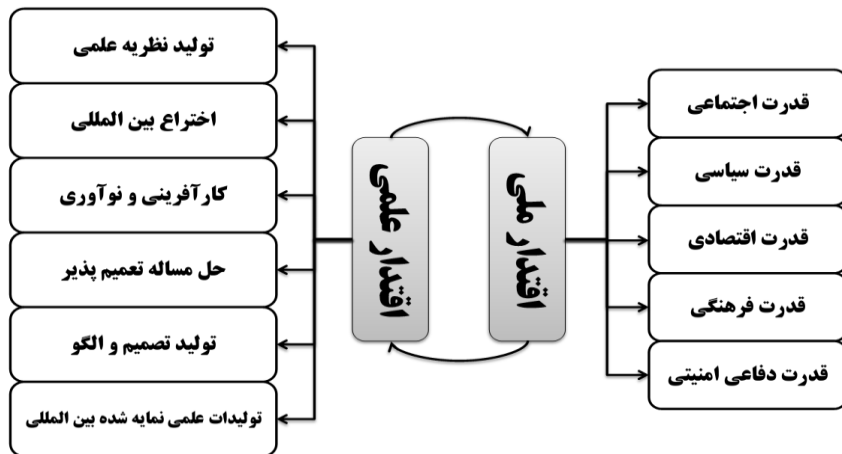 قدرت اجتماعی
قدرت سیاسی
قدرت اقتصادی
قدرت فرهنگی
قدرت دفاعی امنیتی
اقتدار ملی
اقتدار علمی
تولید نظریه علمی
اختراع بین المللی
کارآفرینی و نوآوری
حل مساله تعمیم پذیر
تولید تصمیم و الگو
تولیدات علمی نمایه شده بین المللی